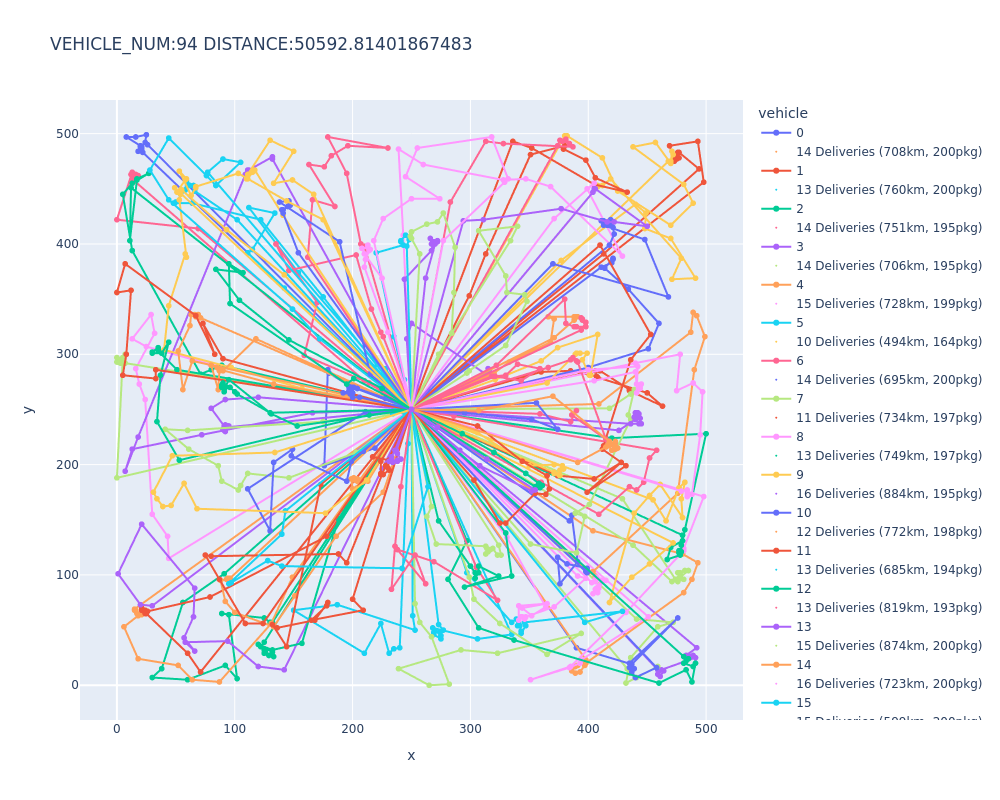 VEHICLE_NUM:94 DISTANCE:50592.81401867483
vehicle
0
14 Deliveries (708km, 200pkg)
1
13 Deliveries (760km, 200pkg)
2
14 Deliveries (751km, 195pkg)
3
14 Deliveries (706km, 195pkg)
4
15 Deliveries (728km, 199pkg)
5
10 Deliveries (494km, 164pkg)
6
14 Deliveries (695km, 200pkg)
7
11 Deliveries (734km, 197pkg)
8
13 Deliveries (749km, 197pkg)
9
16 Deliveries (884km, 195pkg)
10
12 Deliveries (772km, 198pkg)
11
13 Deliveries (685km, 194pkg)
12
13 Deliveries (819km, 193pkg)
13
15 Deliveries (874km, 200pkg)
14
16 Deliveries (723km, 200pkg)
15
500
400
300
200
100
0
y
0
100
200
300
400
500
x